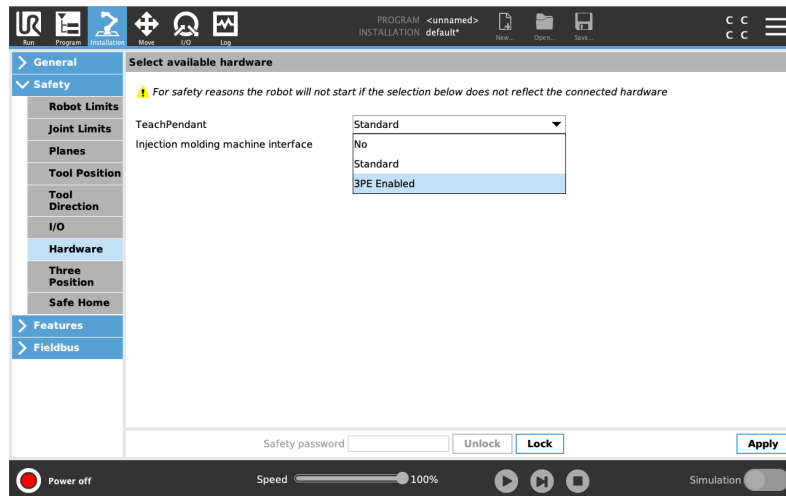 UR
PROGRAM <unnamed>
INSTALLATION default*
C C
C C
Run Program Installation Move I/O Log New... Open... Save...
General
Safety
Robot Limits
Joint Limits
Planes
Tool Position
Tool
Direction
I/O
Hardware
Three
Position
Safe Home
Features
Fieldbus
Select available hardware
For safety reasons the robot will not start if the selection below does not reflect the connected hardware
TeachPendant Standard
Injection molding machine interface No
Standard
3PE Enabled
Safety password Unlock Lock Apply
Power off Speed 100% Simulation